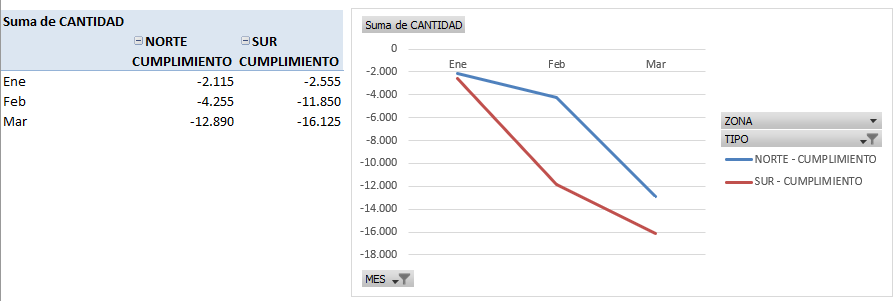 Suma de CANTIDAD
NORTE SUR
CUMPLIMIENTO CUMPLIMIENTO
Ene -2.115 -2.555
Feb -4.255 -11.850
Mar -12.890 -16.125
Suma de CANTIDAD
0
Ene Feb Mar
-2.000
-4.000
-6.000
-8.000
-10.000
-12.000
-14.000
-16.000
-18.000
ZONA
TIPO
NORTE - CUMPLIMIENTO
SUR - CUMPLIMIENTO
MES